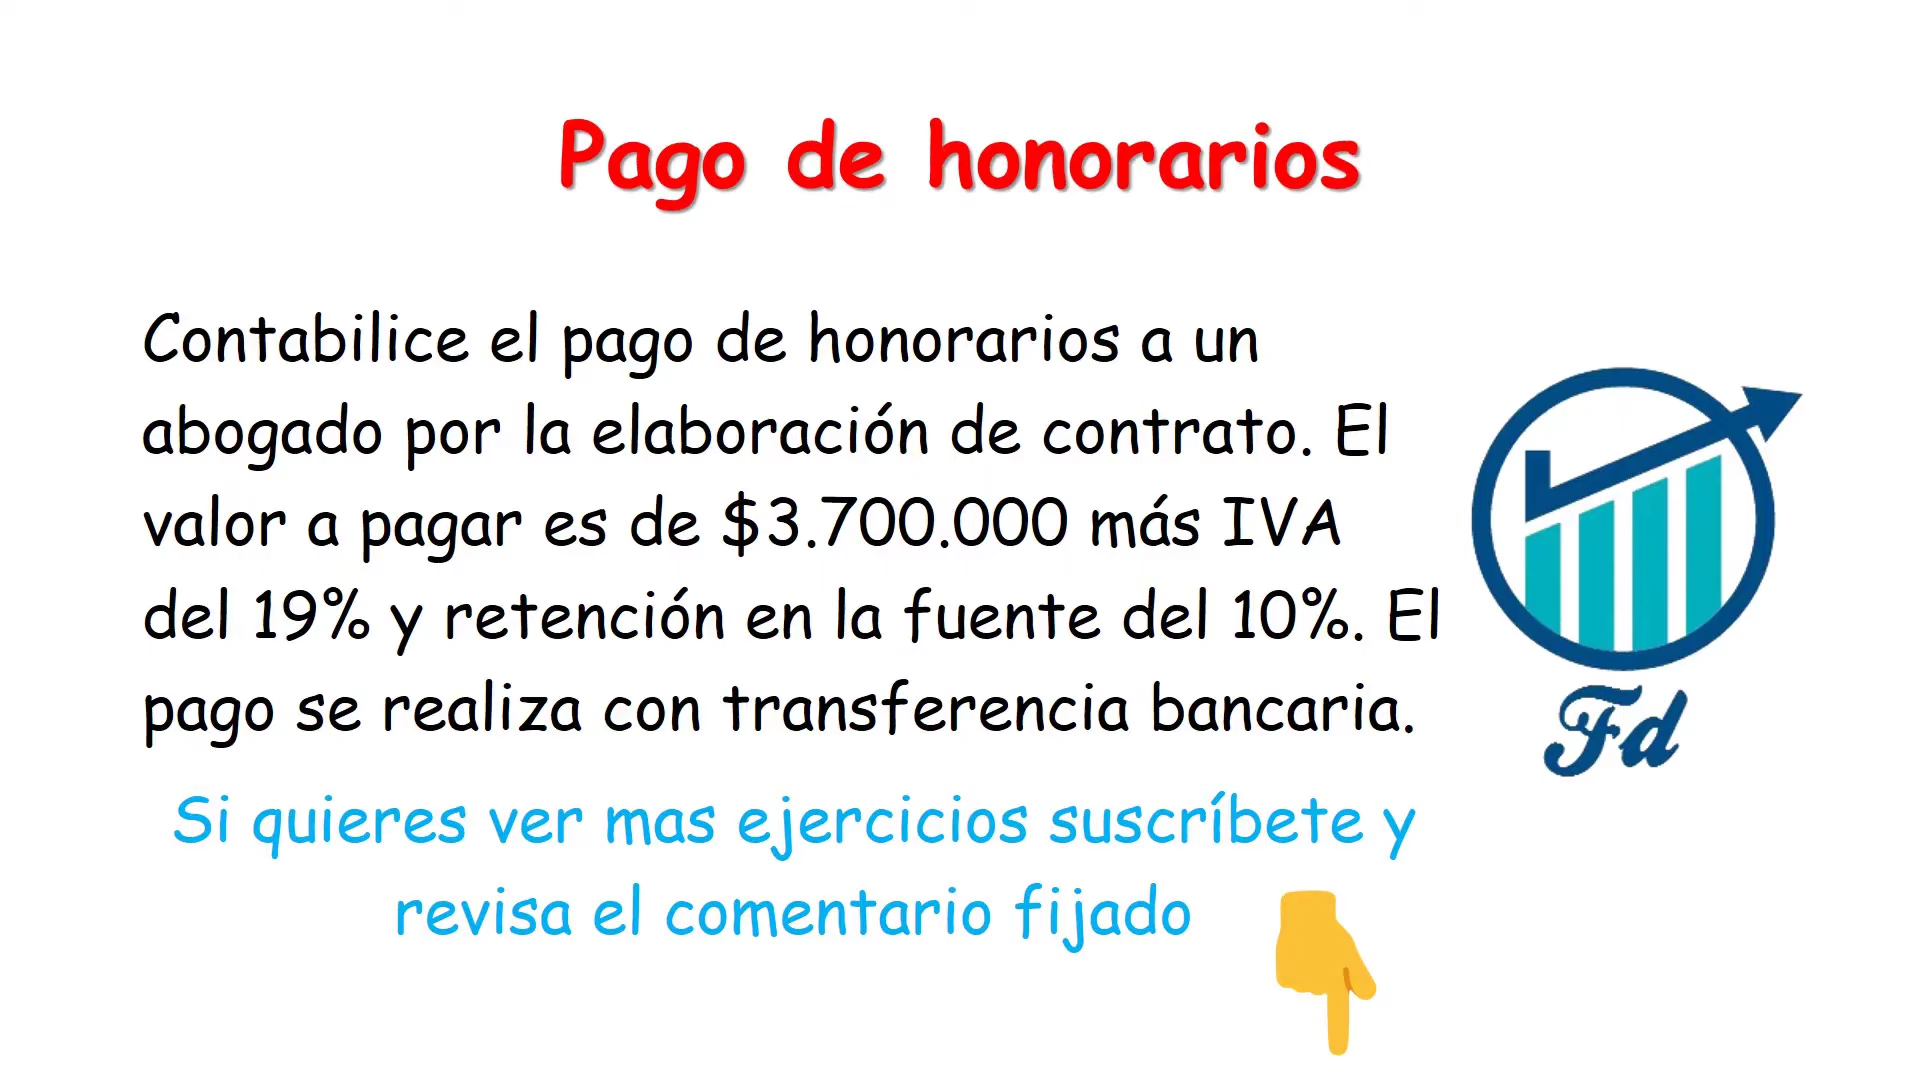 Pago de honorarios
Contabilice el pago de honorarios a un
abogado por la elaboración de contrato. El
valor a pagar es de $3.700.000 más IVA
del 19% y retención en la fuente del 10%. El
pago se realiza con transferencia bancaria.
Fd
Si quieres ver mas ejercicios suscríbete y
revisa el comentario fijado